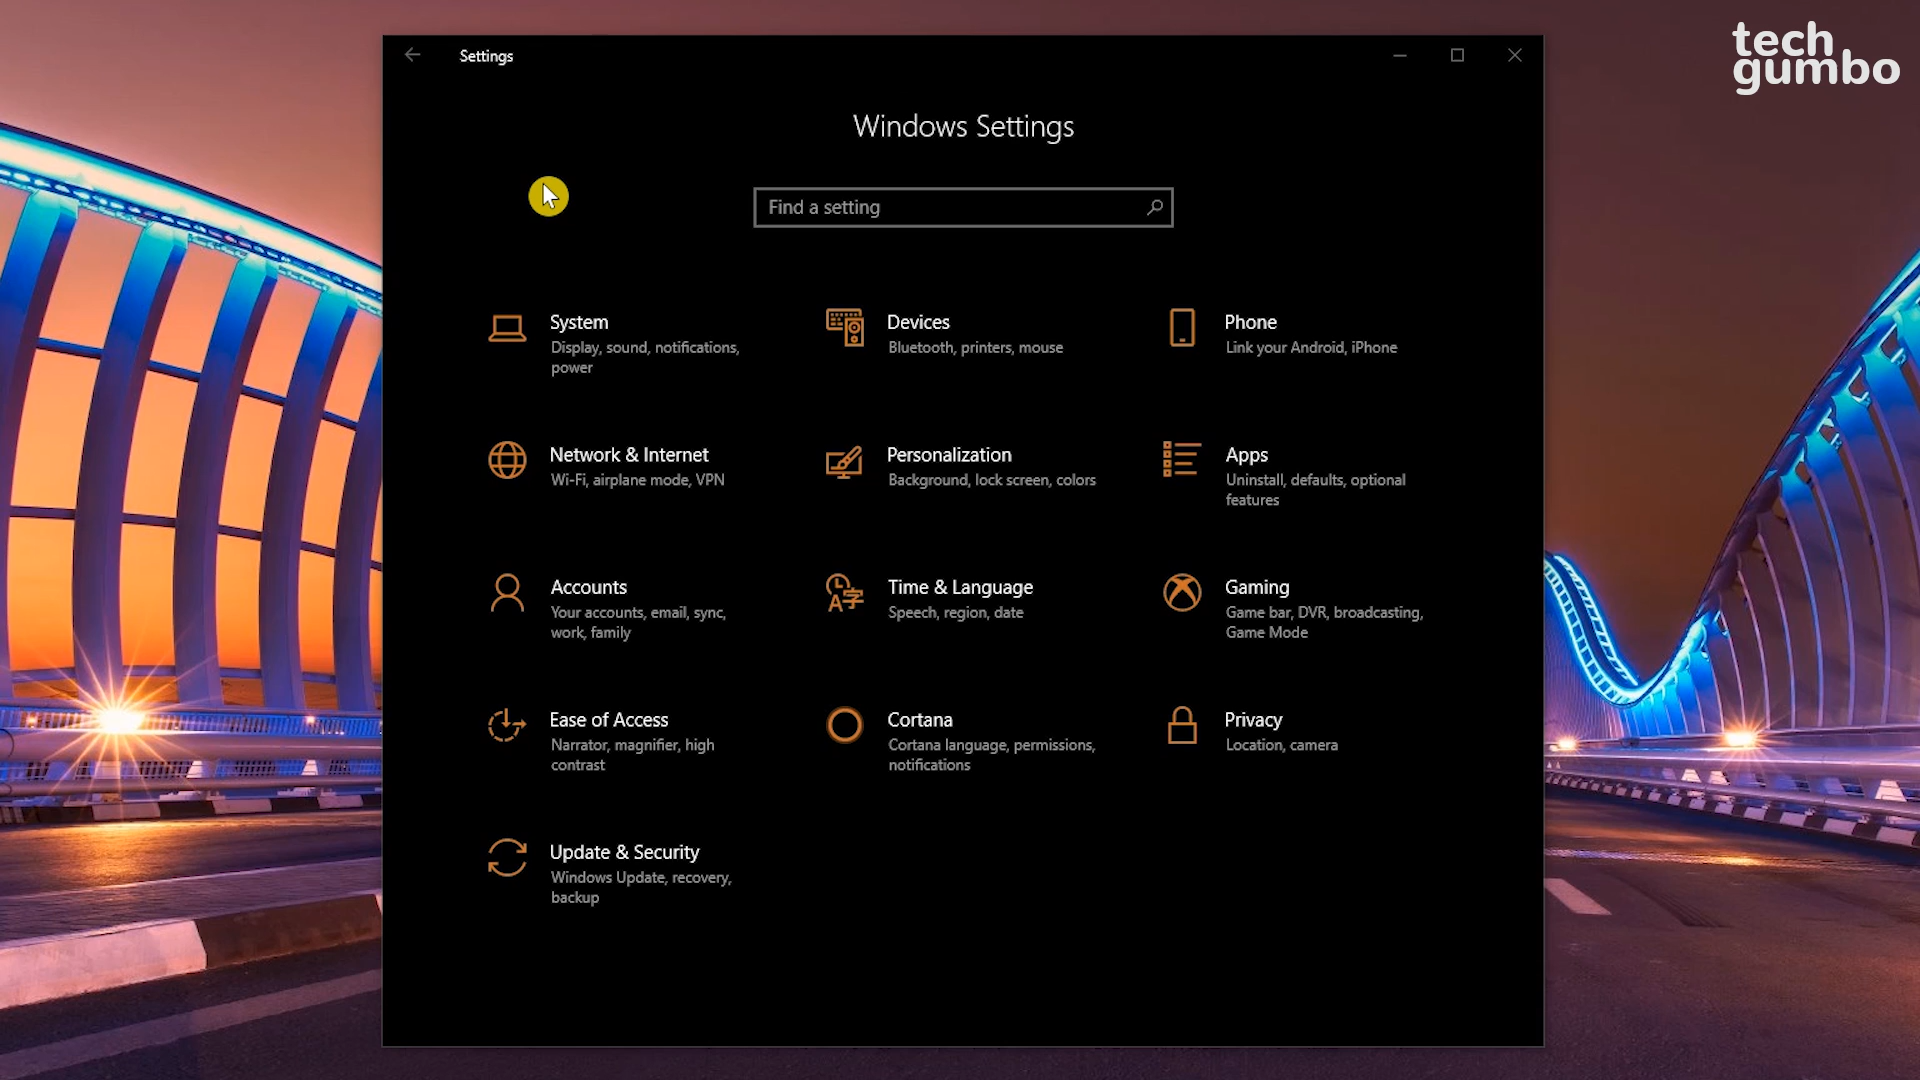 tech
gumbo
Settings
Windows Settings
Find a setting
System
Display, sound, notifications,
power
Devices
Bluetooth, printers, mouse
Phone
Link your Android, iPhone
Network & Internet
Wi-Fi, airplane mode, VPN
Personalization
Background, lock screen, colors
Apps
Uninstall, defaults, optional
features
Accounts
Your accounts, email, sync,
work, family
Time & Language
Speech, region, date
Gaming
Game bar, DVR, broadcasting,
Game Mode
Ease of Access
Narrator, magnifier, high
contrast
Cortana
Cortana language, permissions,
notifications
Privacy
Location, camera
Update & Security
Windows Update, recovery,
backup